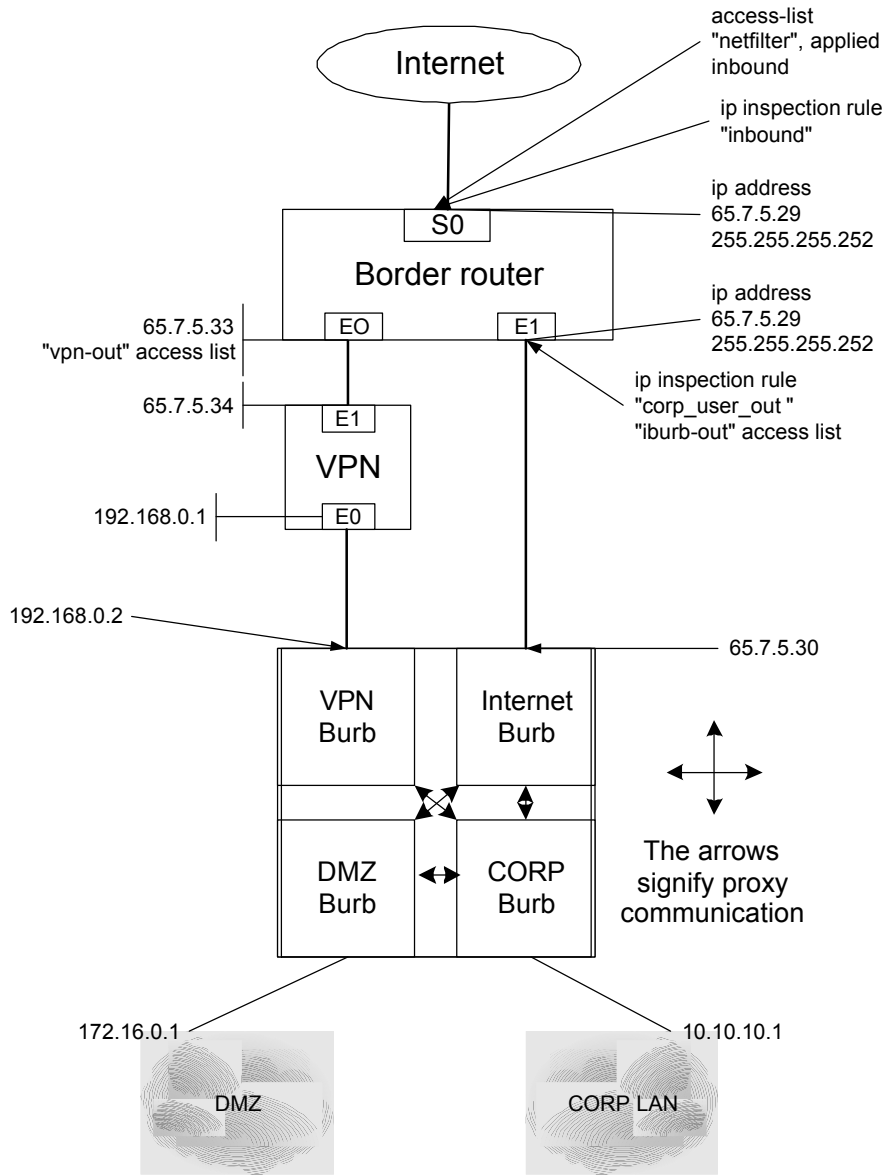 access-list
"netfilter", applied
inbound
Internet
ip inspection rule
"inbound"
ip address
65.7.5.29
255.255.255.252
S0
Border router
ip address
65.7.5.29
255.255.255.252
65.7.5.33
"vpn-out" access list
EO
E1
ip inspection rule
"corp_user_out "
"iburb-out" access list
65.7.5.34
E1
VPN
192.168.0.1
E0
192.168.0.2
65.7.5.30
VPN
Burb
Internet
Burb
DMZ
Burb
CORP
Burb
The arrows
signify proxy
communication
172.16.0.1
10.10.10.1
DMZ
CORP LAN